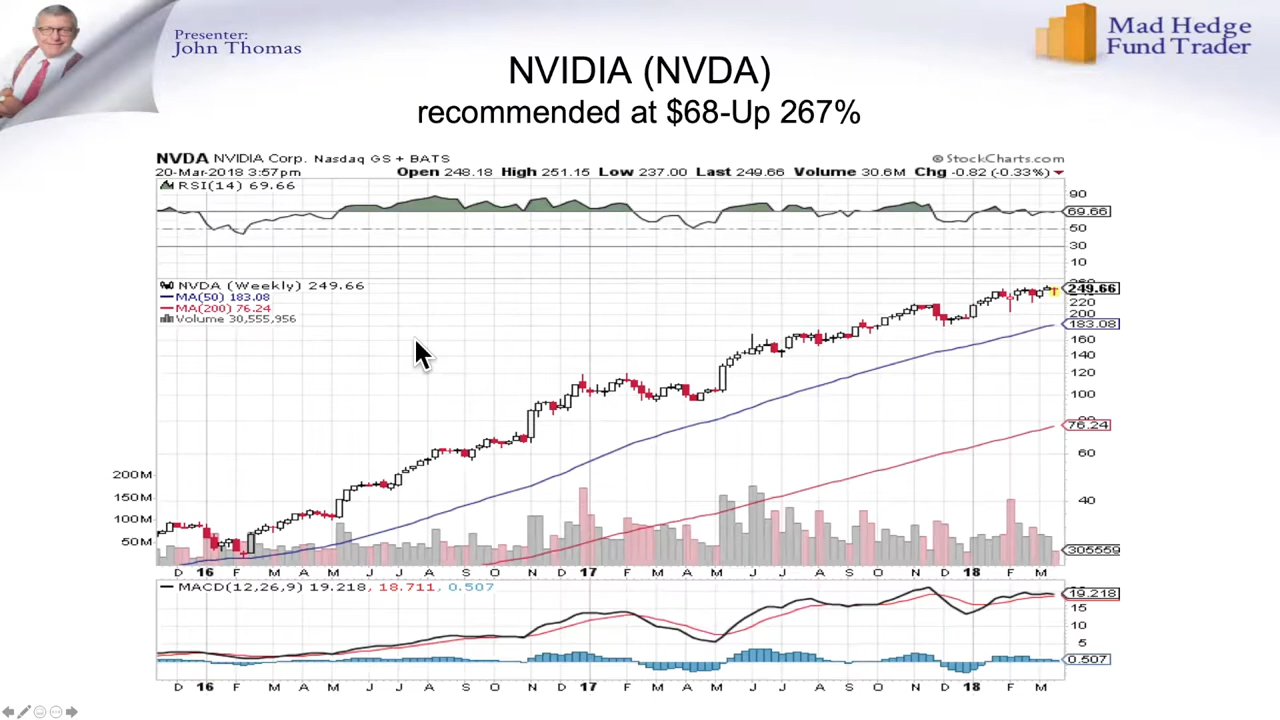 Presenter:
John Thomas
Mad Hedge
Fund Trader
NVIDIA (NVDA)
recommended at $68-Up 267%
NVDA NVIDIA Corp. Nasdaq GS + BATS
© StockCharts.com
20-Mar-2018 3:57pm
Open 248.18 High 251.15 Low 237.00 Last 249.66 Volume 30.6M Chg -0.82 (-0.33%)
RSI(14) 69.66
90
69.66
50
30
10
NVDA (Weekly) 249.66
MA(50) 183.08
MA(200) 76.24
Volume 30,555,956
249.66
220
200
183.08
160
140
120
100
76.24
60
40
200M
150M
100M
50M
305559
D 16 F M A M J J A S O N D 17 F M A M J J A S O N D 18 F M
MACD(12,26,9) 19.218, 18.711, 0.507
19.218
15
10
5
0.507
D 16 F M A M J J A S O N D 17 F M A M J J A S O N D 18 F M